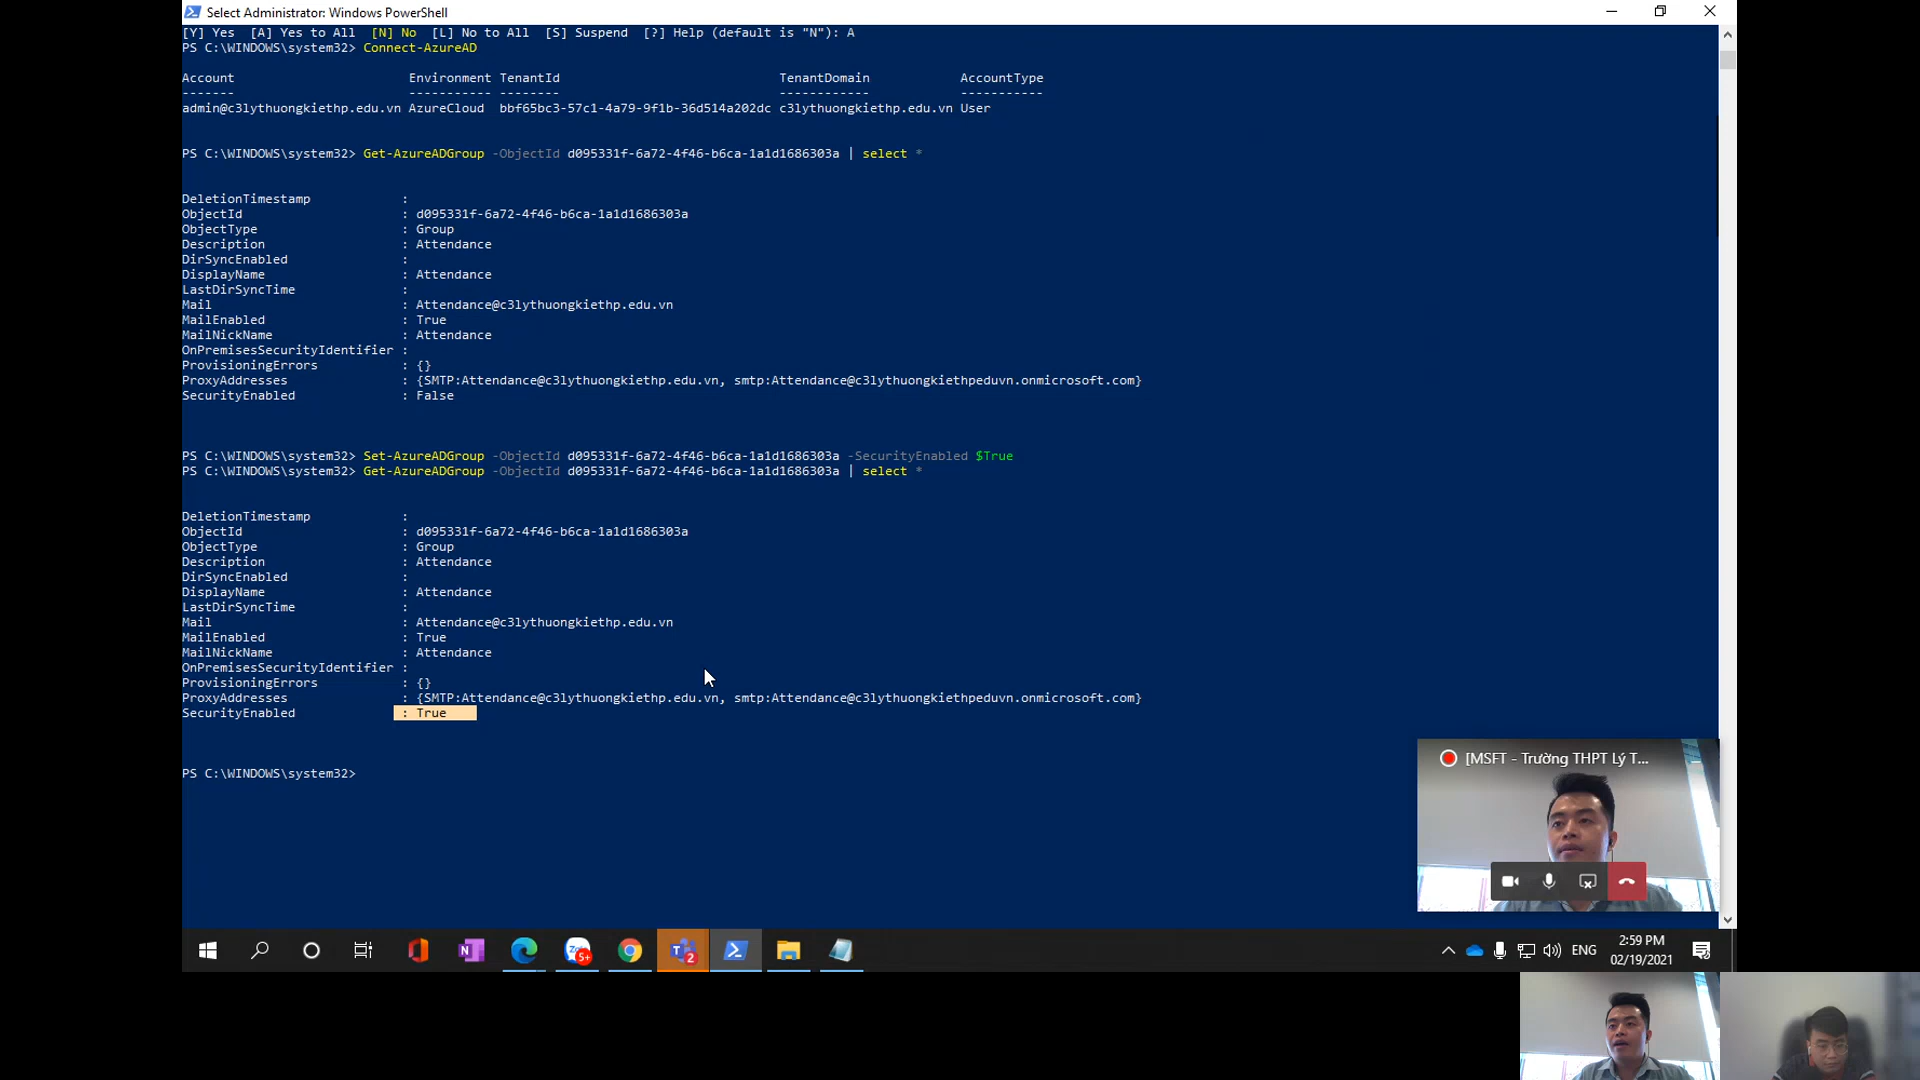 Select Administrator: Windows PowerShell
[Y] Yes  [A] Yes to All  [N] No  [L] No to All  [S] Suspend  [?] Help (default is "N"): A
PS C:\WINDOWS\system32> Connect-AzureAD
Account Environment TenantId TenantDomain AccountType
------- ----------- -------- ------------ -----------
admin@c3lythuongkiethp.edu.vn AzureCloud bbf65bc3-57c1-4a79-9f1b-36d514a202dc c3lythuongkiethp.edu.vn User
PS C:\WINDOWS\system32> Get-AzureADGroup -ObjectId d095331f-6a72-4f46-b6ca-1a1d1686303a | select *
DeletionTimestamp :
ObjectId : d095331f-6a72-4f46-b6ca-1a1d1686303a
ObjectType : Group
Description : Attendance
DirSyncEnabled :
DisplayName : Attendance
LastDirSyncTime :
Mail : Attendance@c3lythuongkiethp.edu.vn
MailEnabled : True
MailNickName : Attendance
OnPremisesSecurityIdentifier :
ProvisioningErrors : {}
ProxyAddresses : {SMTP:Attendance@c3lythuongkiethp.edu.vn, smtp:Attendance@c3lythuongkiethpeduvn.onmicrosoft.com}
SecurityEnabled : False
PS C:\WINDOWS\system32> Set-AzureADGroup -ObjectId d095331f-6a72-4f46-b6ca-1a1d1686303a -SecurityEnabled $True
PS C:\WINDOWS\system32> Get-AzureADGroup -ObjectId d095331f-6a72-4f46-b6ca-1a1d1686303a | select *
DeletionTimestamp :
ObjectId : d095331f-6a72-4f46-b6ca-1a1d1686303a
ObjectType : Group
Description : Attendance
DirSyncEnabled :
DisplayName : Attendance
LastDirSyncTime :
Mail : Attendance@c3lythuongkiethp.edu.vn
MailEnabled : True
MailNickName : Attendance
OnPremisesSecurityIdentifier :
ProvisioningErrors : {}
ProxyAddresses : {SMTP:Attendance@c3lythuongkiethp.edu.vn, smtp:Attendance@c3lythuongkiethpeduvn.onmicrosoft.com}
SecurityEnabled : True
PS C:\WINDOWS\system32>
[MSFT - Trường THPT Lý T...
Zalo
5+
T
2
N
ENG
2:59 PM
02/19/2021